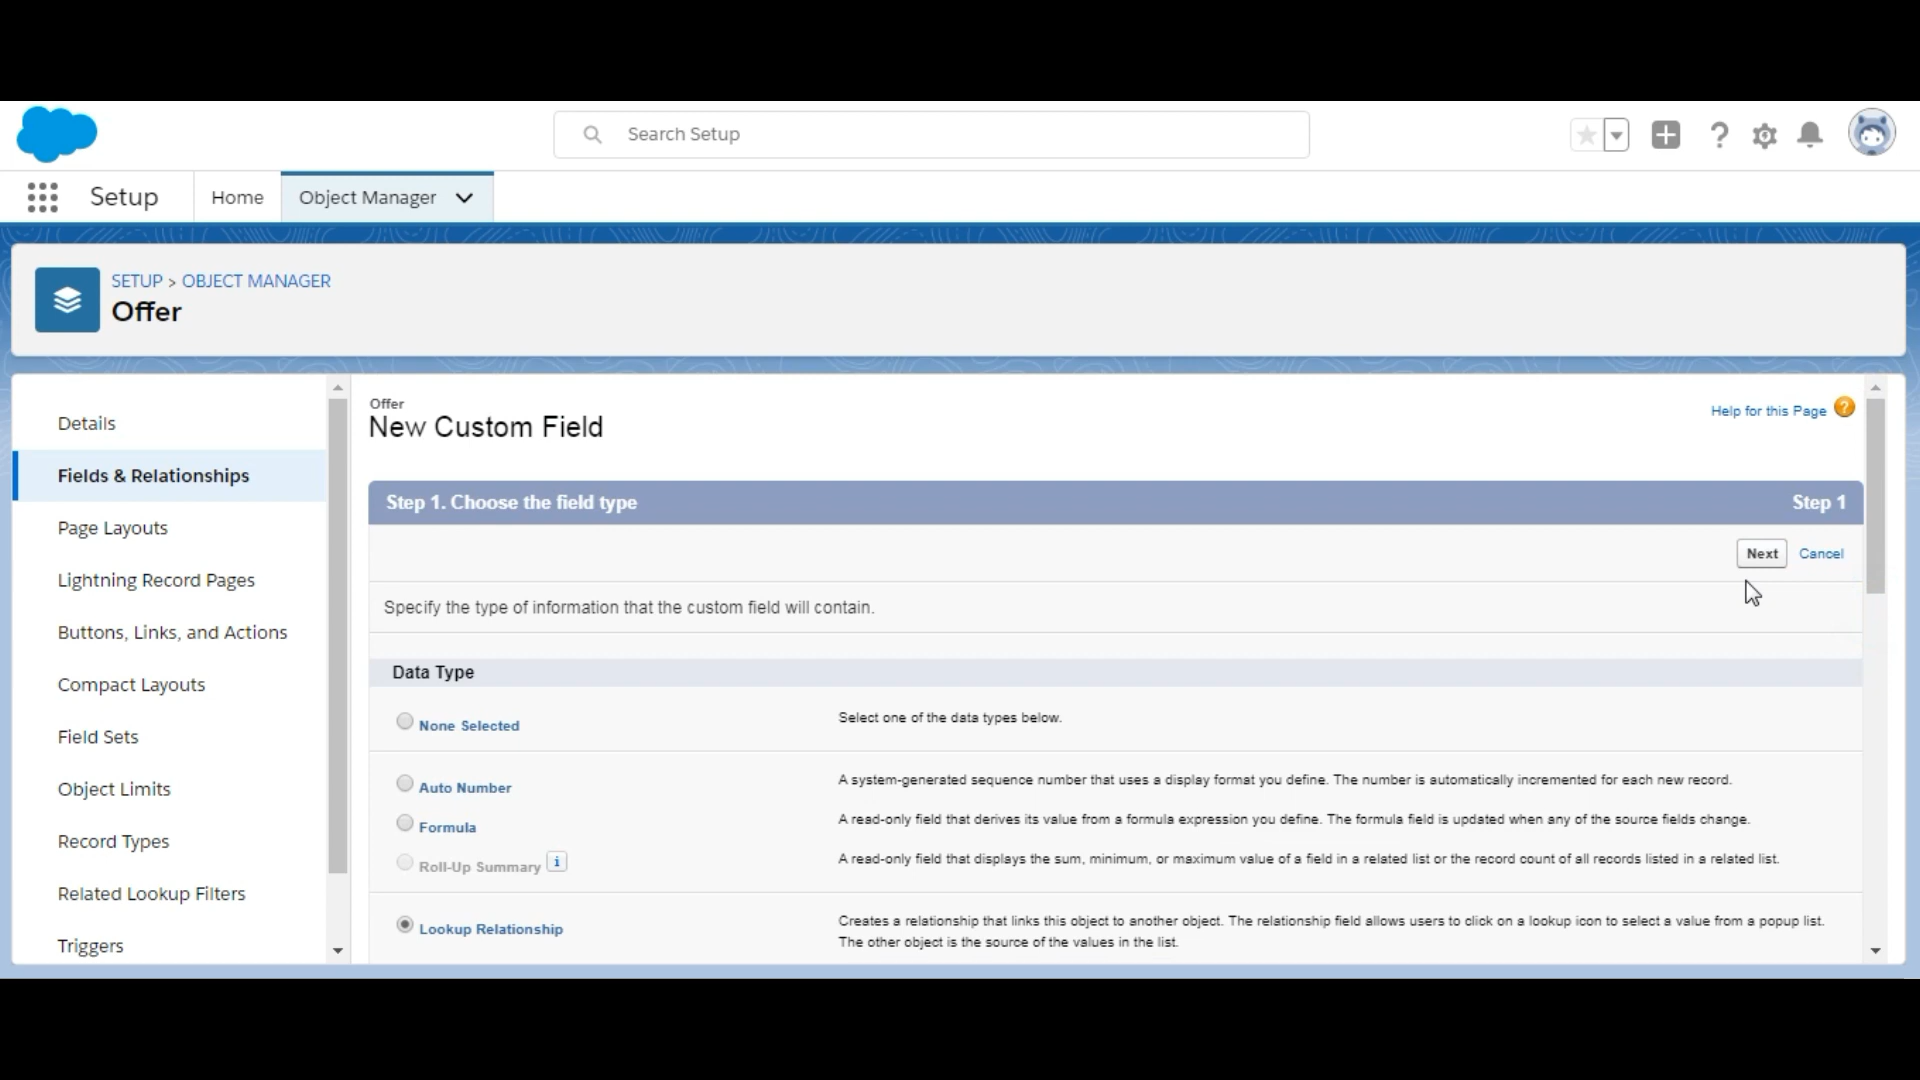 Search Setup
Setup
Home
Object Manager
SETUP > OBJECT MANAGER
Offer
Details
Fields & Relationships
Page Layouts
Lightning Record Pages
Buttons, Links, and Actions
Compact Layouts
Field Sets
Object Limits
Record Types
Related Lookup Filters
Triggers
Offer
New Custom Field
Help for this Page
Step 1. Choose the field type
Step 1
Next
Cancel
Specify the type of information that the custom field will contain.
Data Type
None Selected
Select one of the data types below.
Auto Number
A system-generated sequence number that uses a display format you define. The number is automatically incremented for each new record.
Formula
A read-only field that derives its value from a formula expression you define. The formula field is updated when any of the source fields change.
Roll-Up Summary
A read-only field that displays the sum, minimum, or maximum value of a field in a related list or the record count of all records listed in a related list.
Lookup Relationship
Creates a relationship that links this object to another object. The relationship field allows users to click on a lookup icon to select a value from a popup list.
The other object is the source of the values in the list.